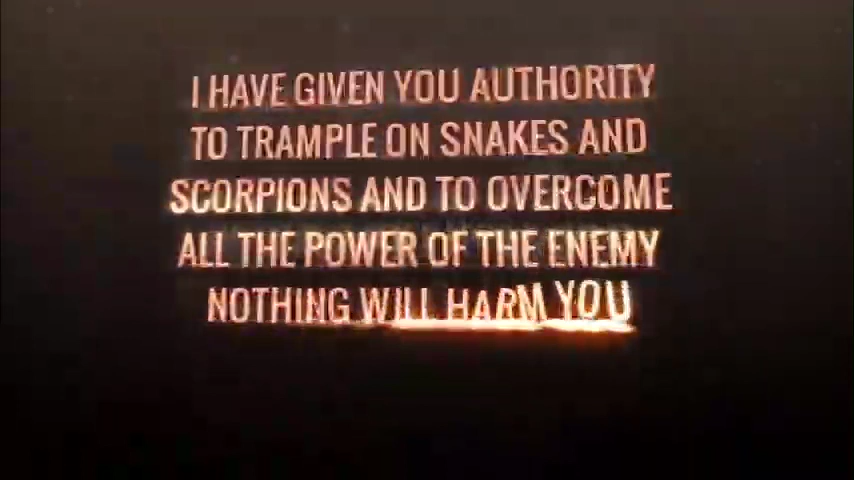 I HAVE GIVEN YOU AUTHORITY
TO TRAMPLE ON SNAKES AND
SCORPIONS AND TO OVERCOME
ALL THE POWER OF THE ENEMY
NOTHING WILL HARM YOU